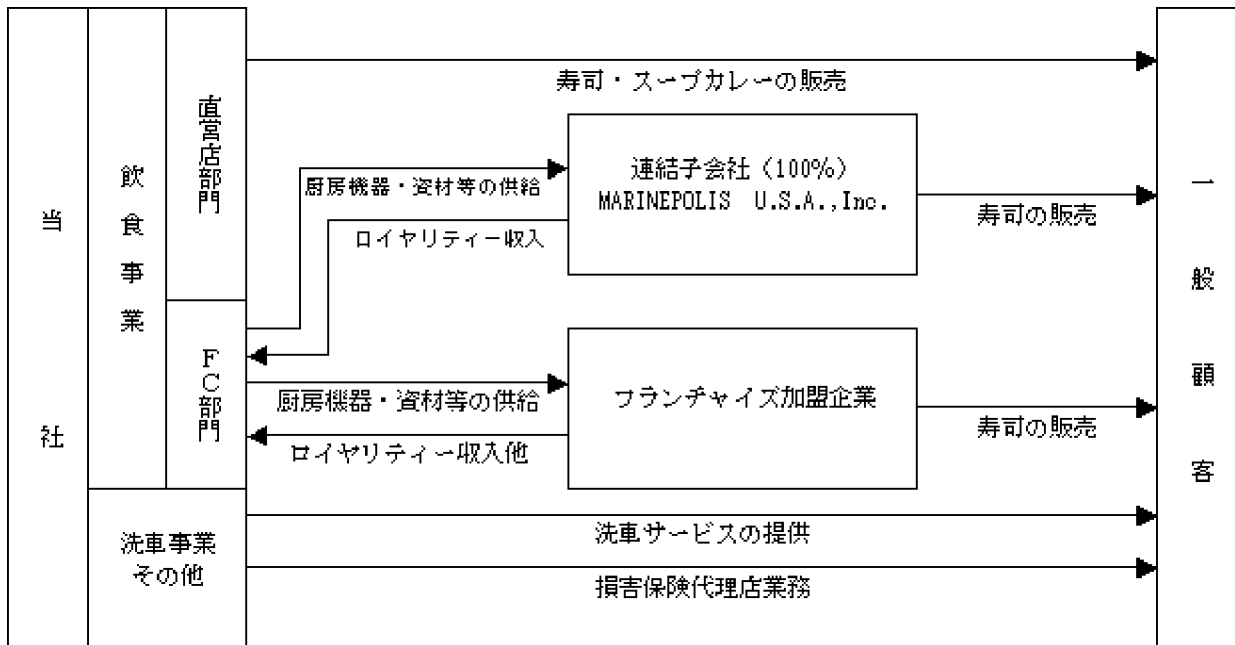 当社
飲食事業
直営店部門
FC部門
洗車事業
その他
寿司・スープカレーの販売
厨房機器・資材等の供給
ロイヤリティー収入
連結子会社(100%)
MARINEPOLIS U.S.A.,Inc.
寿司の販売
厨房機器・資材等の供給
ロイヤリティー収入他
フランチャイズ加盟企業
寿司の販売
洗車サービスの提供
損害保険代理店業務
一般顧客